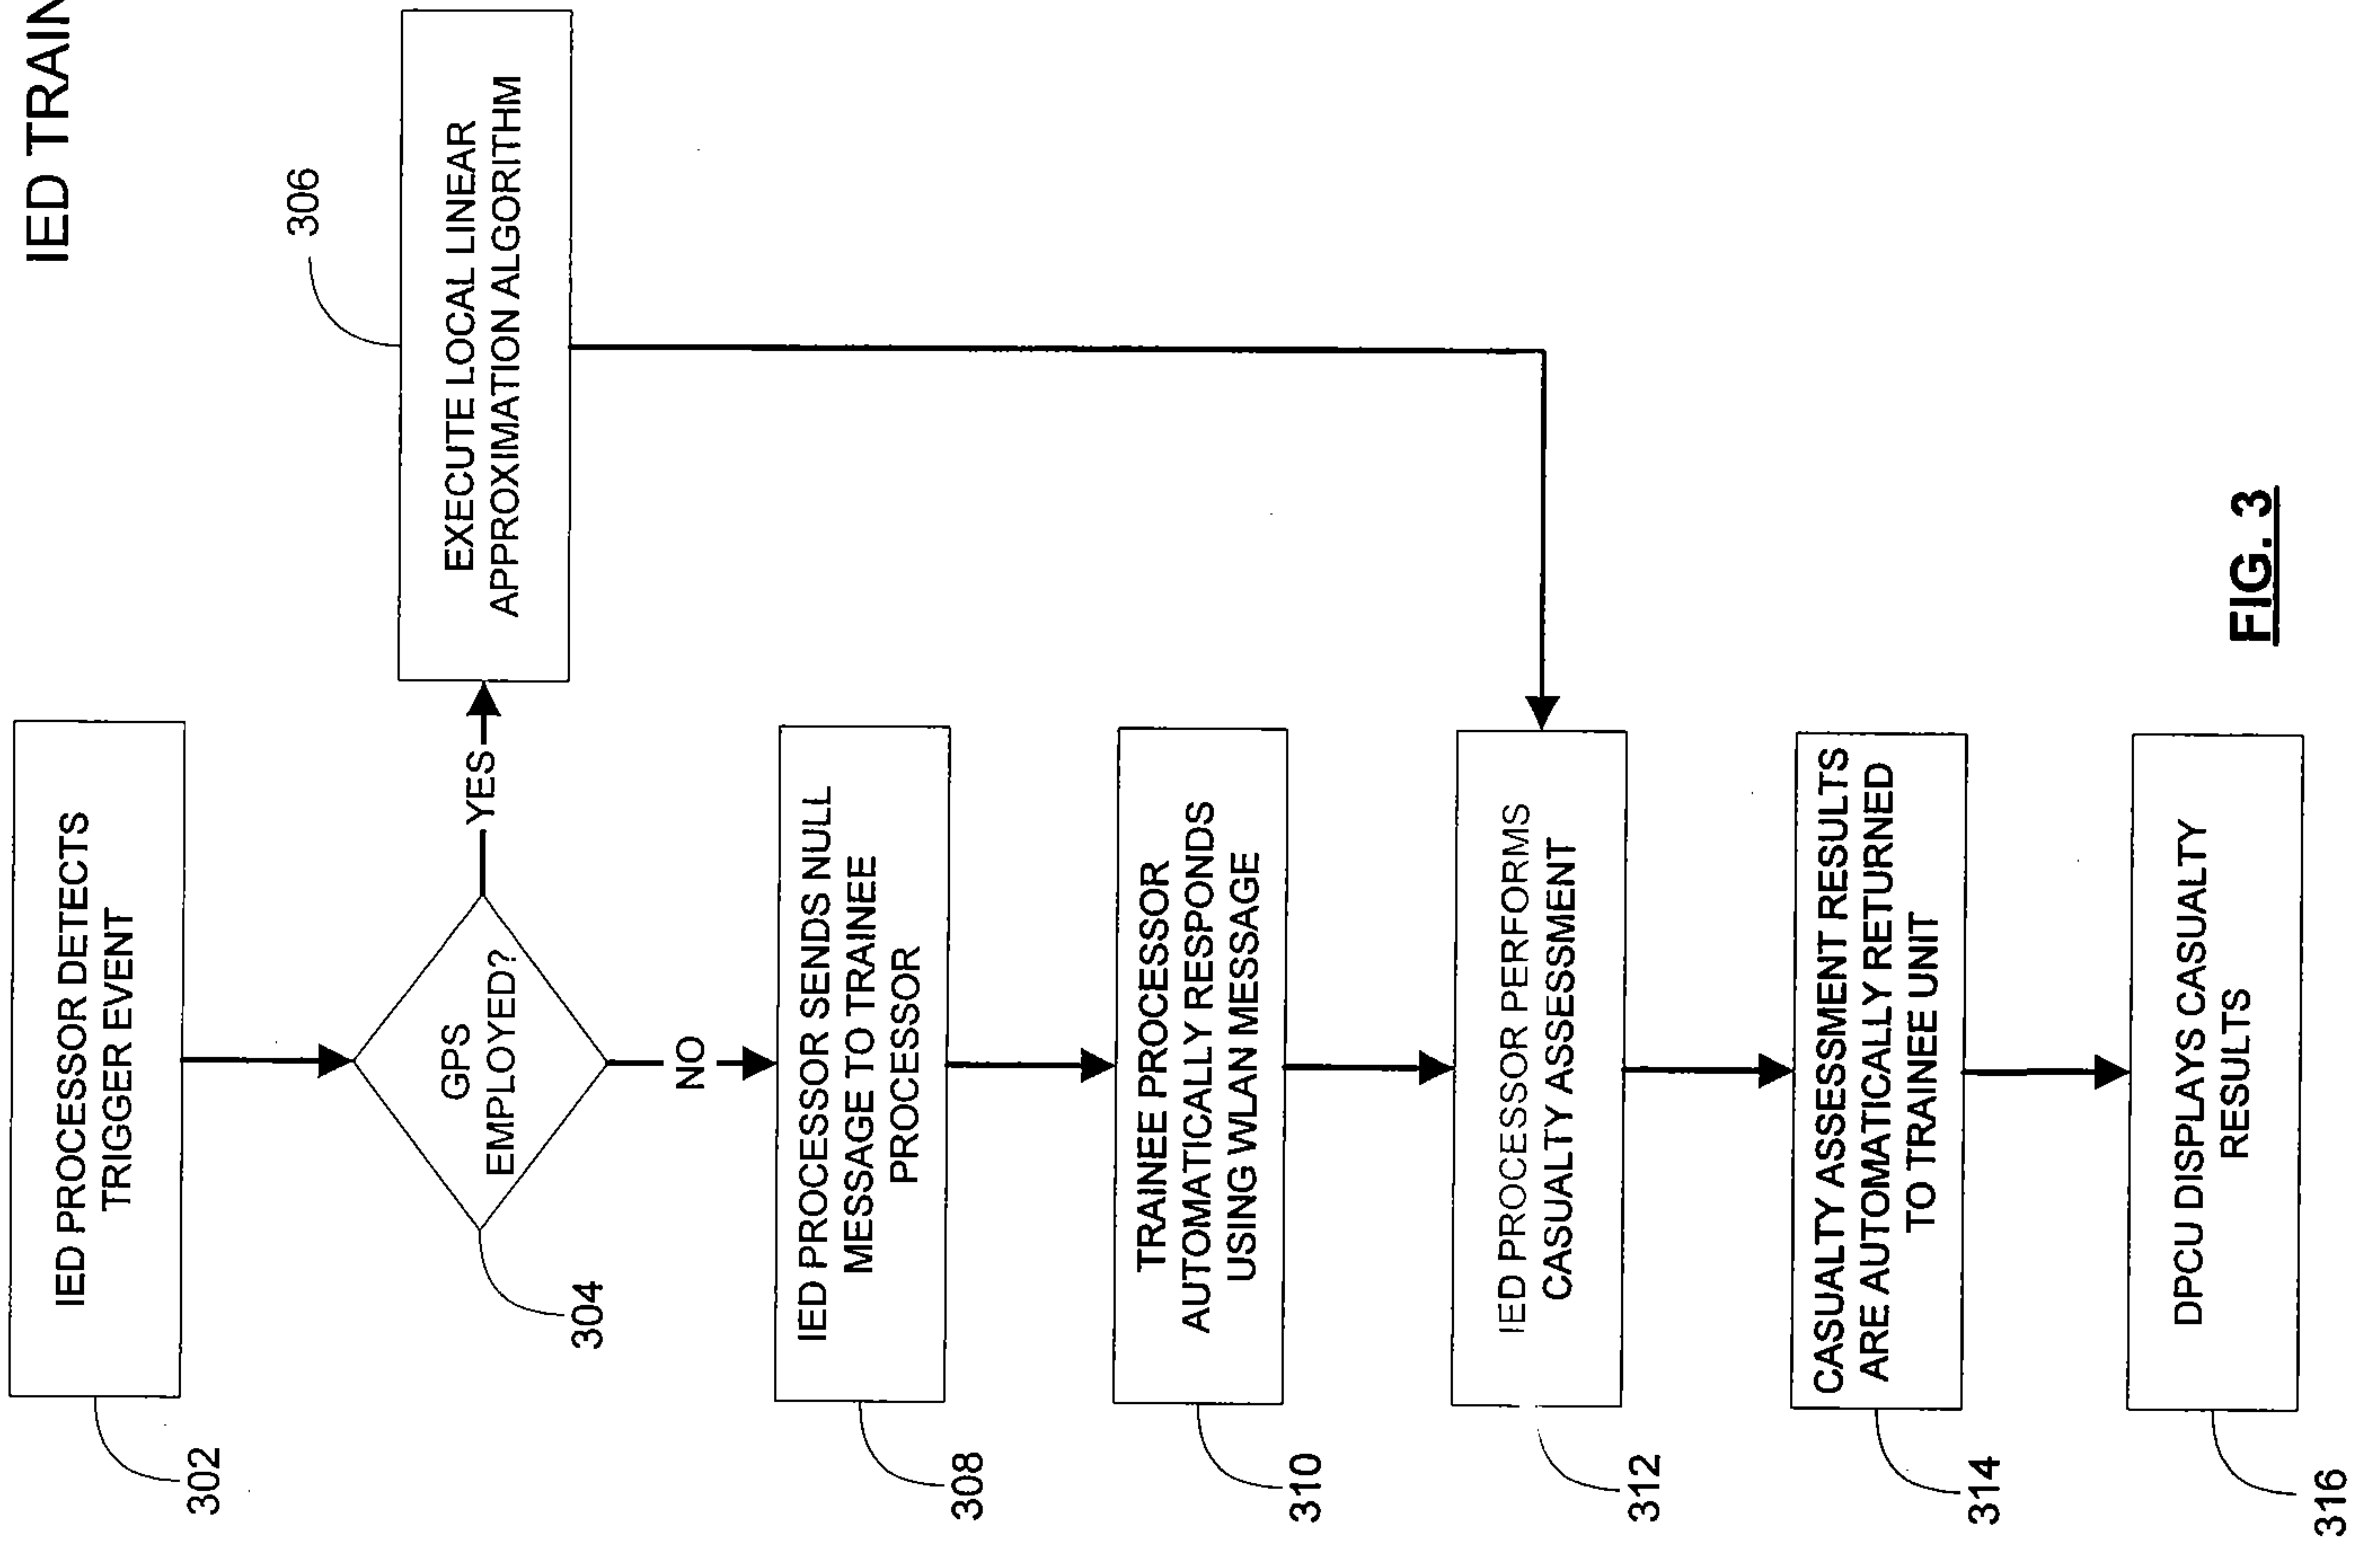 IED
302
IED PROCESSOR DETECTS
TRIGGER EVENT
304
GPS
EMPLOYED?
YES
306
EXECUTE LOCAL LINEAR
APPROXIMATION ALGORITHM
NO
308
IED PROCESSOR SENDS NULL
MESSAGE TO TRAINEE
PROCESSOR
310
TRAINEE PROCESSOR
AUTOMATICALLY RESPONDS
USING WLAN MESSAGE
312
IED PROCESSOR PERFORMS
CASUALTY ASSESSMENT
314
CASUALTY ASSESSMENT RESULTS
ARE AUTOMATICALLY RETURNED
TO TRAINEE UNIT
316
DPCU DISPLAYS CASUALTY
RESULTS
FIG. 3